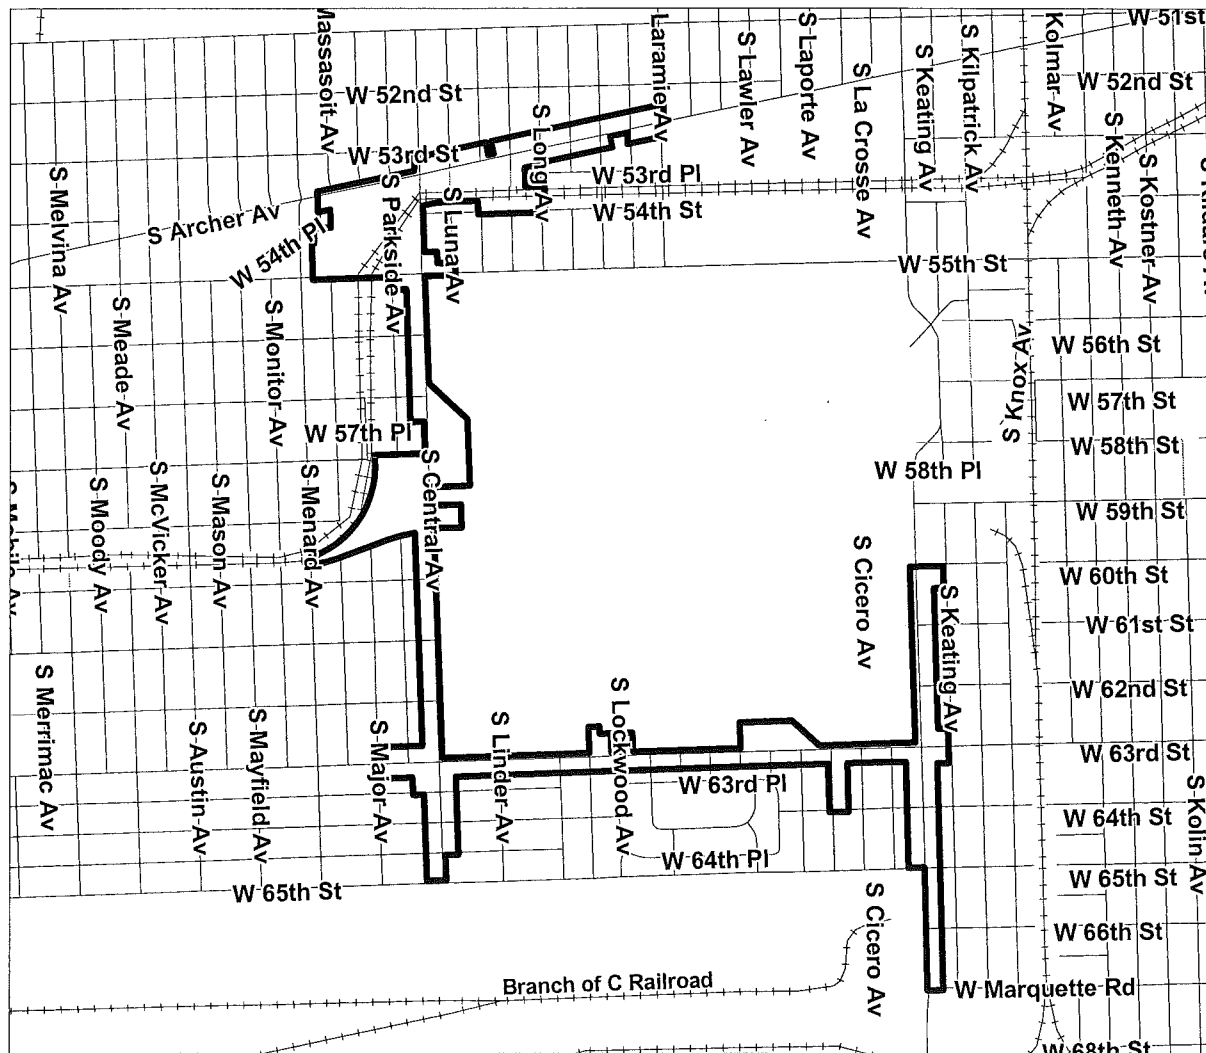 W 51st
Massasoit Av
Laramier Av
S Lawler Av
S Laporte Av
S La Crosse Av
S Keating Av
S Kilpatrick Av
Kolmar Av
W 52nd St
W 52nd St
S Long Av
S Kenneth Av
S Kostner Av
W 53rd St
W 53rd Pl
W 54th St
S Melvina Av
S Archer Av
W 54th Pl
S Parkside Av
S Luna Av
W 55th St
S Meade Av
S Monitor Av
S Knox Av
W 56th St
W 57th St
W 57th Pl
W 58th St
S Central Av
W 58th Pl
S Moody Av
S McVicker Av
S Mason Av
S Menard Av
W 59th St
S Cicero Av
W 60th St
S Keating Av
W 61st St
S Merrimac Av
S Lockwood Av
W 62nd St
S Austin Av
S Mayfield Av
S Major Av
S Linder Av
W 63rd St
W 63rd Pl
S Kolin Av
W 64th St
W 64th Pl
W 65th St
W 65th St
S Cicero Av
W 66th St
Branch of C Railroad
W Marquette Rd
W 68th St